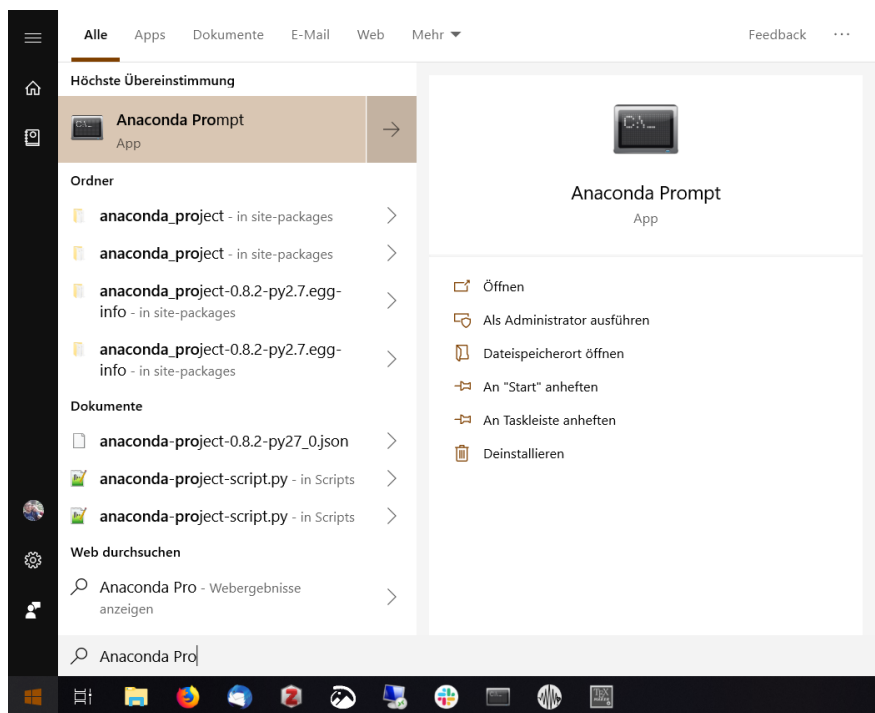 Alle Apps Dokumente E-Mail Web Mehr Feedback ...
Höchste Übereinstimmung
Anaconda Prompt
App
Ordner
anaconda_project - in site-packages
anaconda_project - in site-packages
anaconda_project-0.8.2-py2.7.egg-
info - in site-packages
anaconda_project-0.8.2-py2.7.egg-
info - in site-packages
Dokumente
anaconda-project-0.8.2-py27_0.json
anaconda-project-script.py - in Scripts
anaconda-project-script.py - in Scripts
Web durchsuchen
Anaconda Pro - Webergebnisse
anzeigen
Anaconda Pro
C:\_
Anaconda Prompt
App
Öffnen
Als Administrator ausführen
Dateispeicherort öffnen
An "Start" anheften
An Taskleiste anheften
Deinstallieren